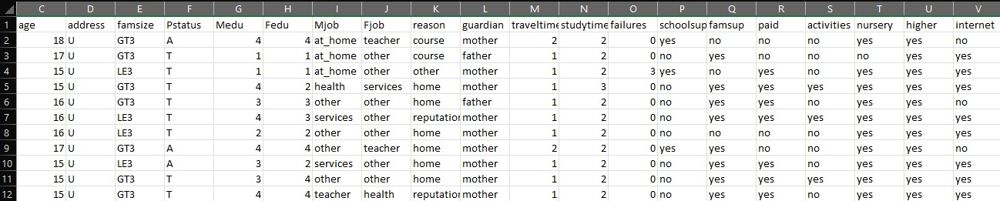 C D E F G H I J K L M N O P Q R S T U V
1 age address famsize Pstatus Medu Fedu Mjob Fjob reason guardian traveltime studytime failures schoolsup famsup paid activities nursery higher internet
2 18 U GT3 A 4 4 at_home teacher course mother 2 2 0 yes no no no yes yes no
3 17 U GT3 T 1 1 at_home other course father 1 2 0 no yes no no no yes yes
4 15 U LE3 T 1 1 at_home other other mother 1 2 3 yes no yes no yes yes yes
5 15 U GT3 T 4 2 health services home mother 1 3 0 no yes yes yes yes yes yes
6 16 U GT3 T 3 3 other other home father 1 2 0 no yes yes no yes yes no
7 16 U LE3 T 4 3 services other reputation mother 1 2 0 no yes yes yes yes yes yes
8 16 U LE3 T 2 2 other other home mother 1 2 0 no no no no yes yes yes
9 17 U GT3 A 4 4 other teacher home mother 2 2 0 yes yes no no yes yes no
10 15 U LE3 A 3 2 services other home mother 1 2 0 no yes yes no yes yes yes
11 15 U GT3 T 3 4 other other home mother 1 2 0 no yes yes yes yes yes yes
12 15 U GT3 T 4 4 teacher health reputation mother 1 2 0 no yes yes no yes yes yes